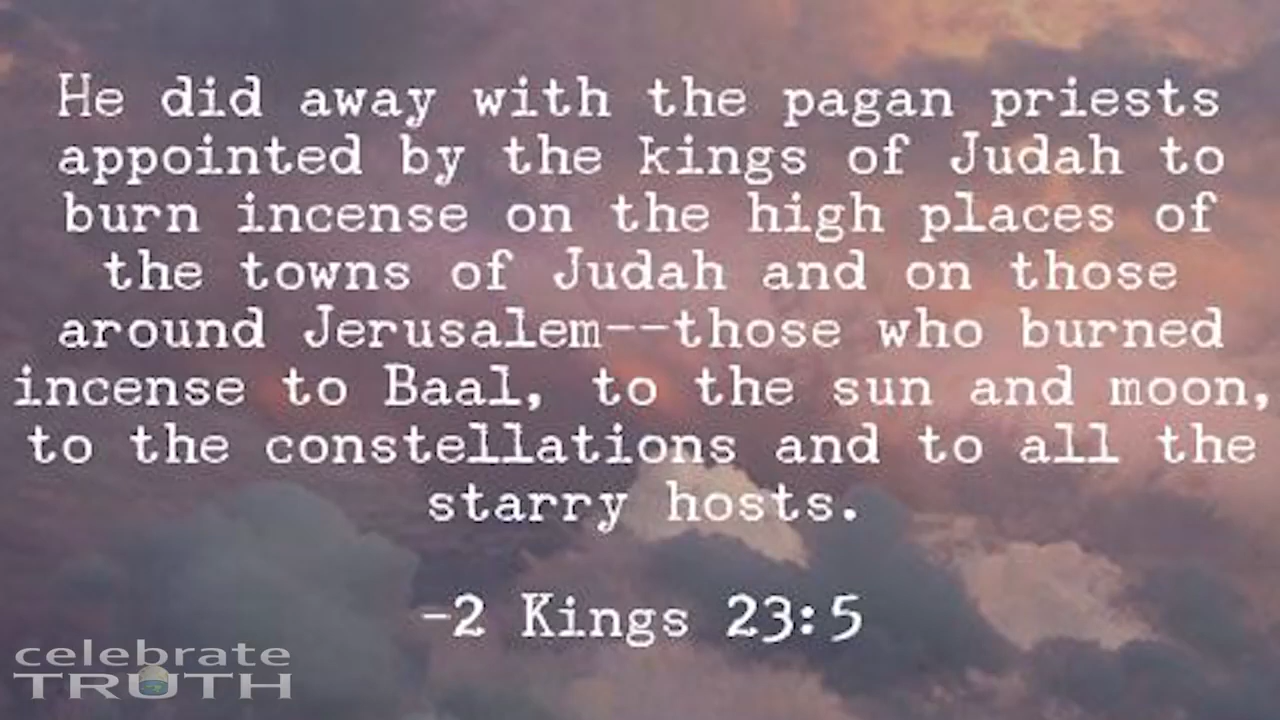 He did away with the pagan priests
appointed by the kings of Judah to
burn incense on the high places of
the towns of Judah and on those
around Jerusalem--those who burned
incense to Baal, to the sun and moon,
to the constellations and to all the
starry hosts.
-2 Kings 23:5
celebrate
TRUTH